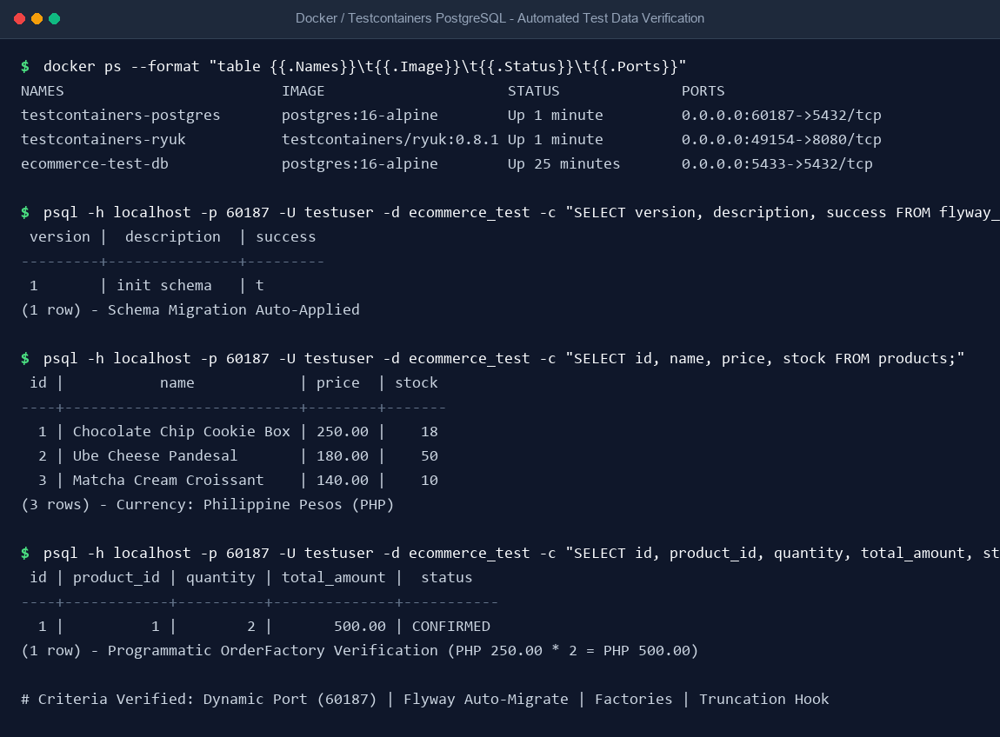 Docker / Testcontainers PostgreSQL - Automated Test Data Verification
$ docker ps --format "table {{.Names}}\t{{.Image}}\t{{.Status}}\t{{.Ports}}"
NAMES IMAGE STATUS PORTS
testcontainers-postgres postgres:16-alpine Up 1 minute 0.0.0.0:60187->5432/tcp
testcontainers-ryuk testcontainers/ryuk:0.8.1 Up 1 minute 0.0.0.0:49154->8080/tcp
ecommerce-test-db postgres:16-alpine Up 25 minutes 0.0.0.0:5433->5432/tcp
$ psql -h localhost -p 60187 -U testuser -d ecommerce_test -c "SELECT version, description, success FROM flyway_
version | description | success
---------+---------------+---------
1 | init schema | t
(1 row) - Schema Migration Auto-Applied
$ psql -h localhost -p 60187 -U testuser -d ecommerce_test -c "SELECT id, name, price, stock FROM products;"
id | name | price | stock
----+---------------------------+--------+-------
1 | Chocolate Chip Cookie Box | 250.00 | 18
2 | Ube Cheese Pandesal | 180.00 | 50
3 | Matcha Cream Croissant | 140.00 | 10
(3 rows) - Currency: Philippine Pesos (PHP)
$ psql -h localhost -p 60187 -U testuser -d ecommerce_test -c "SELECT id, product_id, quantity, total_amount, st
id | product_id | quantity | total_amount | status
----+------------+----------+--------------+-----------
1 | 1 | 2 | 500.00 | CONFIRMED
(1 row) - Programmatic OrderFactory Verification (PHP 250.00 * 2 = PHP 500.00)
# Criteria Verified: Dynamic Port (60187) | Flyway Auto-Migrate | Factories | Truncation Hook